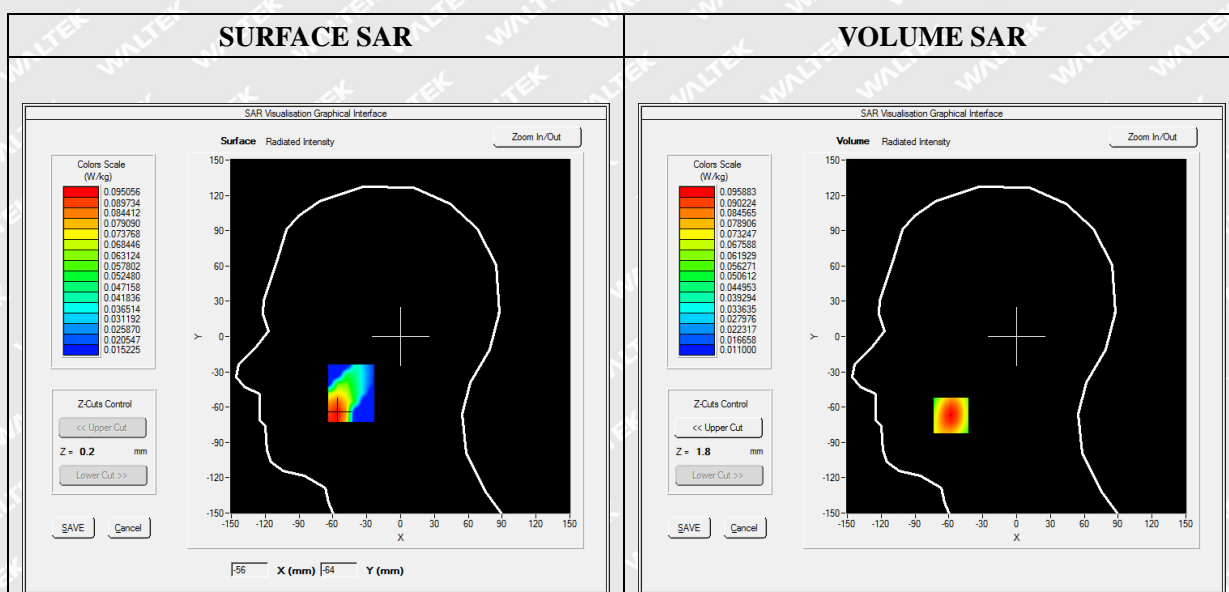 SURFACE SAR
VOLUME SAR
SAR Visualisation Graphical Interface
Surface Radiated Intensity
Zoom In/Out
Colors Scale
(W/kg)
0.095056
0.089734
0.084412
0.079090
0.073768
0.068446
0.063124
0.057802
0.052480
0.047158
0.041836
0.036514
0.031192
0.025870
0.020547
0.015225
Z-Cuts Control
<< Upper Cut
Z = 0.2 mm
Lower Cut >>
SAVE Cancel
150
120
90
60
30
0
-30
-60
-90
-120
-150
Y
-150 -120 -90 -60 -30 0 30 60 90 120 150
X
-56 X (mm) -64 Y (mm)
SAR Visualisation Graphical Interface
Volume Radiated Intensity
Zoom In/Out
Colors Scale
(W/kg)
0.095883
0.090224
0.084565
0.078906
0.073247
0.067588
0.061929
0.056271
0.050612
0.044953
0.039294
0.033635
0.027976
0.022317
0.016658
0.011000
Z-Cuts Control
<< Upper Cut
Z = 1.8 mm
Lower Cut >>
SAVE Cancel
150
120
90
60
30
0
-30
-60
-90
-120
-150
Y
-150 -120 -90 -60 -30 0 30 60 90 120 150
X
WALTEK